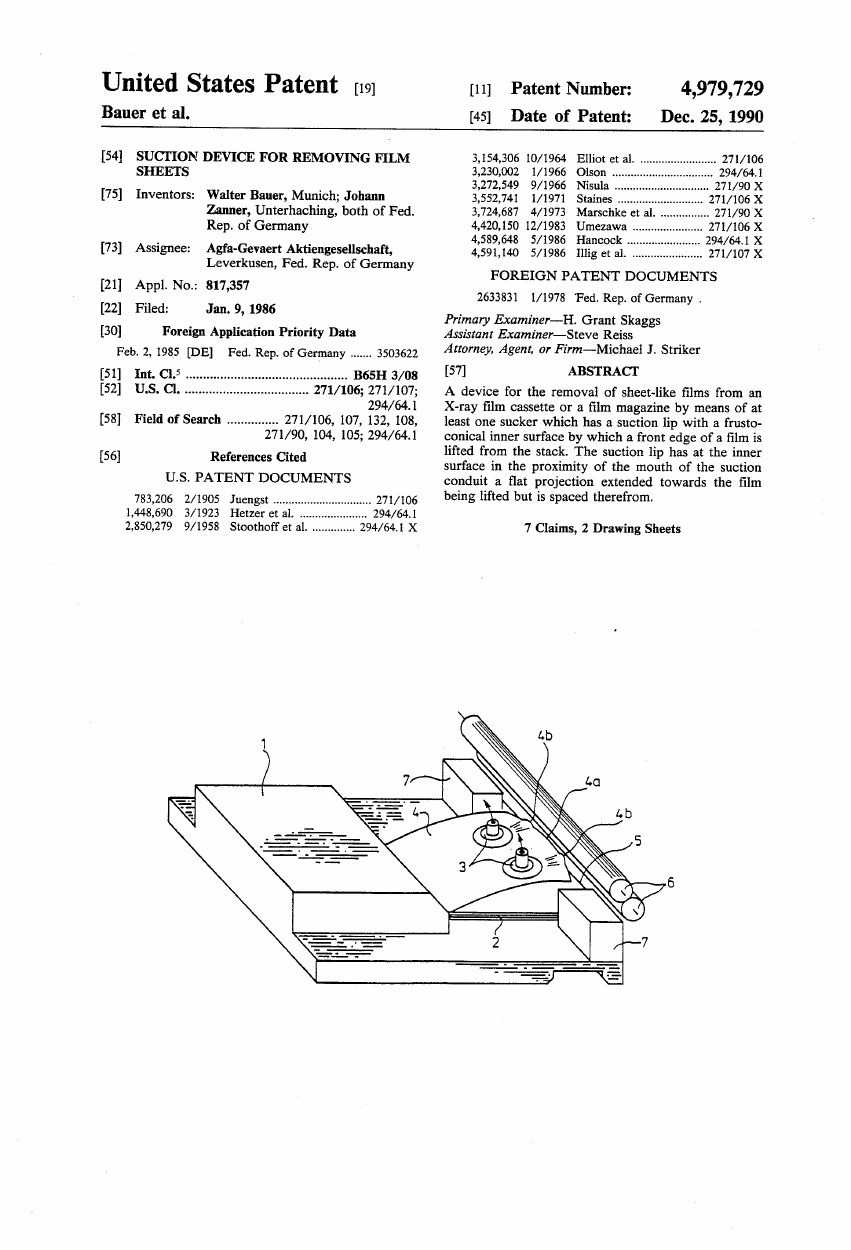 United States Patent [19]
Bauer et al.
[11] Patent Number: 4,979,729
[45] Date of Patent: Dec. 25, 1990
[54] SUCTION DEVICE FOR REMOVING FILM
SHEETS
[75] Inventors: Walter Bauer, Munich; Johann
Zanner, Unterhaching, both of Fed.
Rep. of Germany
[73] Assignee: Agfa-Gevaert Aktiengesellschaft,
Leverkusen, Fed. Rep. of Germany
[21] Appl. No.: 817,357
[22] Filed: Jan. 9, 1986
[30] Foreign Application Priority Data
Feb. 2, 1985 [DE] Fed. Rep. of Germany ....... 3503622
[51] Int. Cl.⁵ ............................................... B65H 3/08
[52] U.S. Cl. .................................... 271/106; 271/107;
294/64.1
[58] Field of Search ............... 271/106, 107, 132, 108,
271/90, 104, 105; 294/64.1
[56] References Cited
U.S. PATENT DOCUMENTS
783,206 2/1905 Juengst ................................ 271/106
1,448,690 3/1923 Hetzer et al. ...................... 294/64.1
2,850,279 9/1958 Stoothoff et al. ............. 294/64.1 X
3,154,306 10/1964 Elliot et al. ......................... 271/106
3,230,002 1/1966 Olson ................................. 294/64.1
3,272,549 9/1966 Nisula ............................... 271/90 X
3,552,741 1/1971 Staines ............................ 271/106 X
3,724,687 4/1973 Marschke et al. ................ 271/90 X
4,420,150 12/1983 Umezawa ....................... 271/106 X
4,589,648 5/1986 Hancock ........................ 294/64.1 X
4,591,140 5/1986 Illig et al. ....................... 271/107 X
FOREIGN PATENT DOCUMENTS
2633831 1/1978 Fed. Rep. of Germany .
Primary Examiner—H. Grant Skaggs
Assistant Examiner—Steve Reiss
Attorney, Agent, or Firm—Michael J. Striker
[57] ABSTRACT
A device for the removal of sheet-like films from an
X-ray film cassette or a film magazine by means of at
least one sucker which has a suction lip with a frusto-
conical inner surface by which a front edge of a film is
lifted from the stack. The suction lip has at the inner
surface in the proximity of the mouth of the suction
conduit a flat projection extended towards the film
being lifted but is spaced therefrom.
7 Claims, 2 Drawing Sheets
1
4b
7
4a
4
4b
5
3
6
2
7